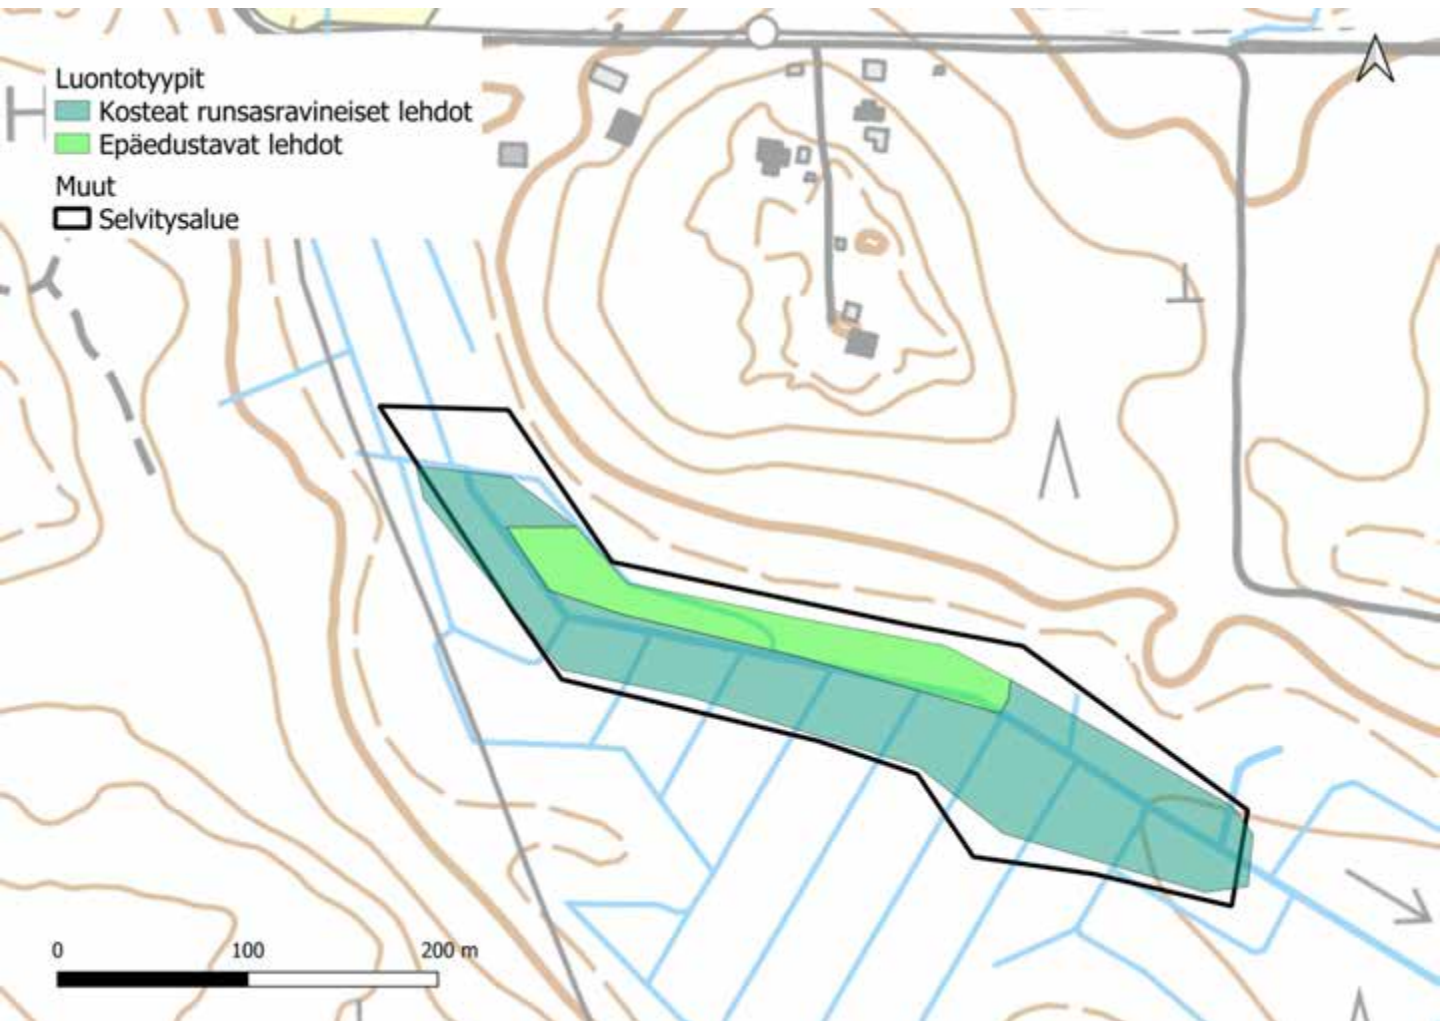 Luontotyypit
Kosteat runsasravineiset lehdot
Epäedustavat lehdot
Muut
Selvitysalue
0 100 200 m